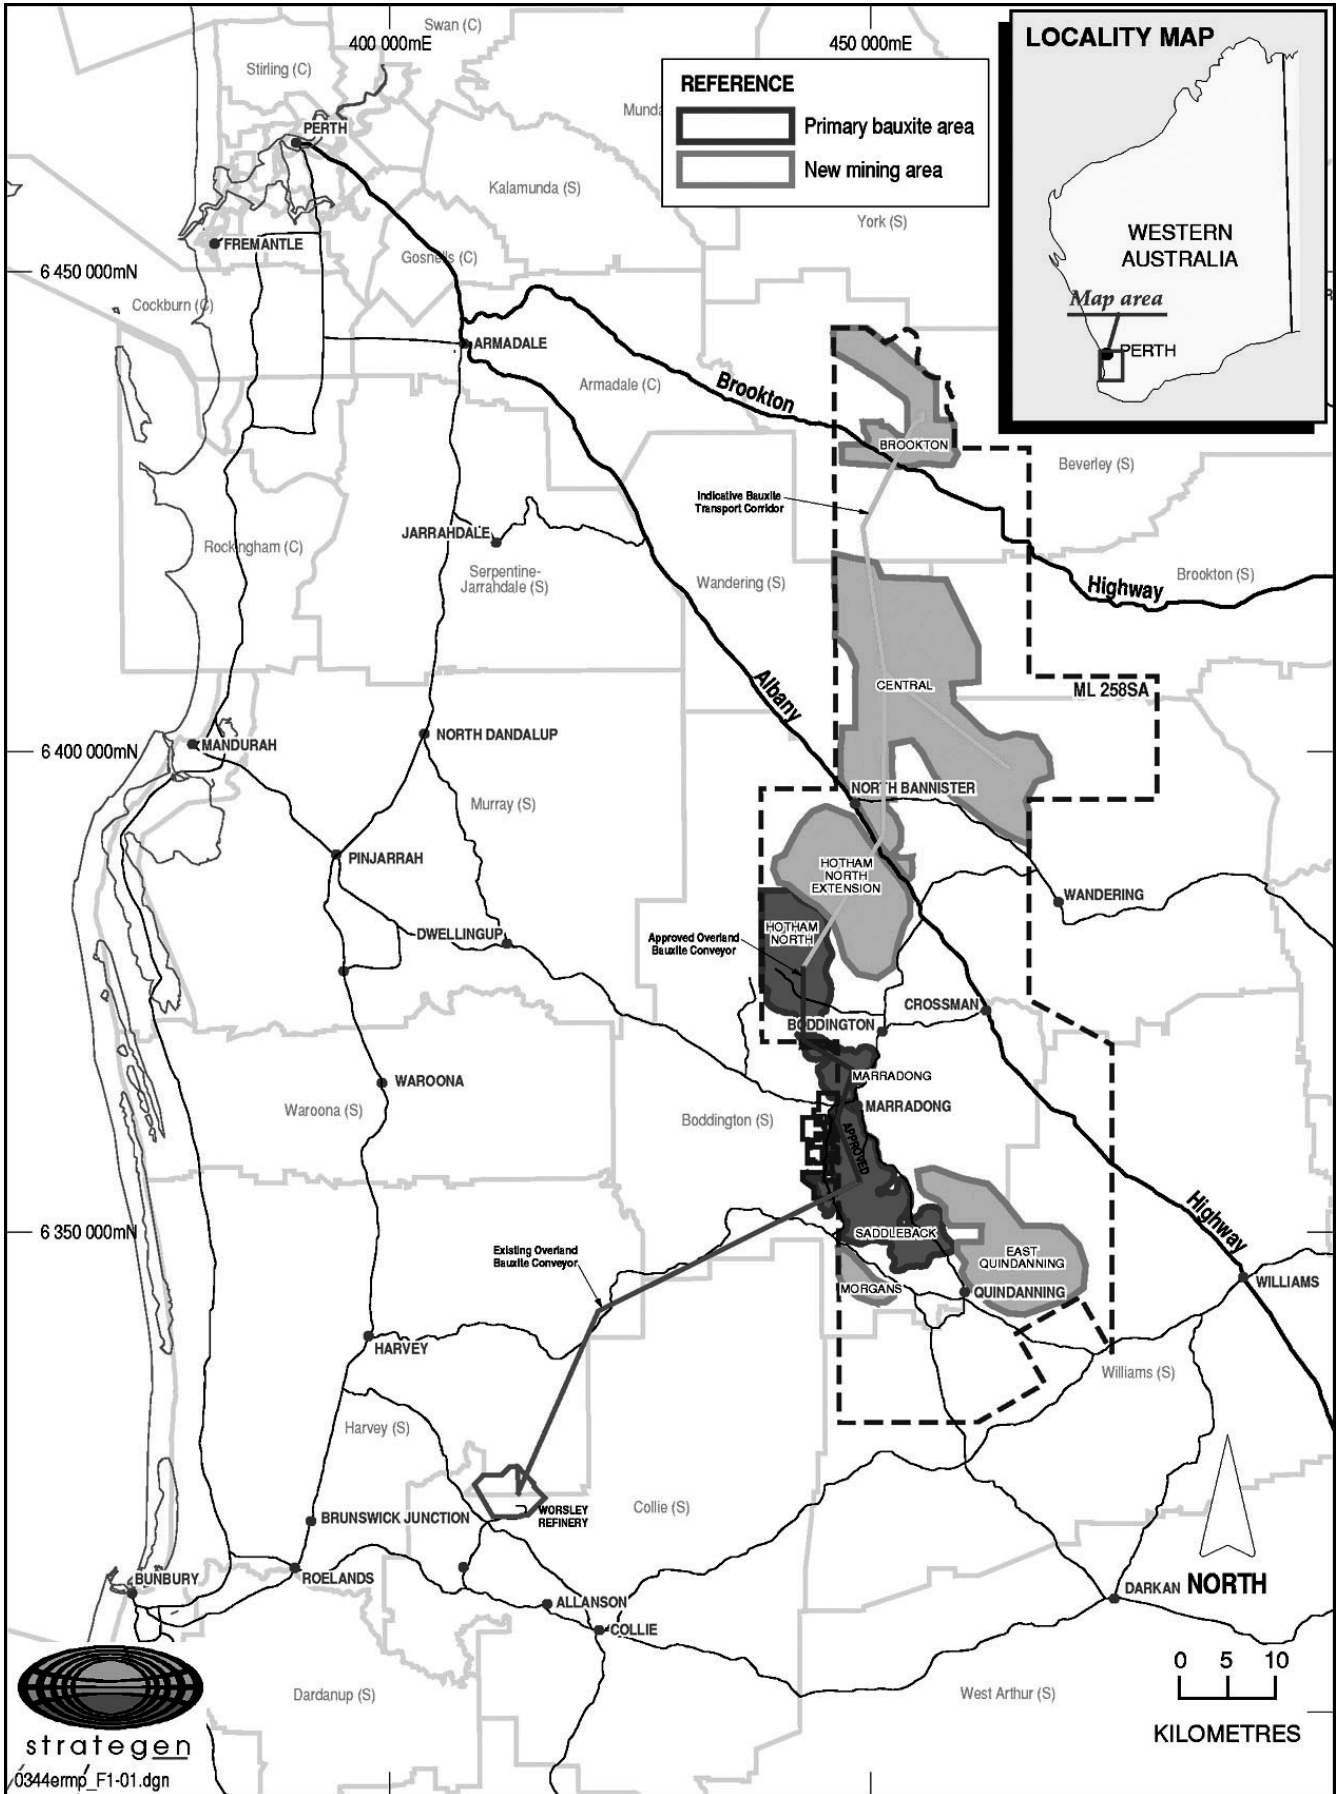 Swan (C)
400 000mE
450 000mE
LOCALITY MAP
Stirling (C)
REFERENCE
Primary bauxite area
New mining area
PERTH
Kalamunda (S)
York (S)
WESTERN
AUSTRALIA
Map area
PERTH
FREMANTLE
Gosnells (C)
6 450 000mN
Cockburn (C)
ARMADALE
Armadale (C)
Brookton
BROOKTON
Beverley (S)
Indicative Bauxite
Transport Corridor
JARRAHDALE
Rockingham (C)
Serpentine-
Jarrahdale (S)
Wandering (S)
Highway
Brookton (S)
CENTRAL
ML 258SA
Albany
NORTH DANDALUP
MANDURAH
6 400 000mN
NORTH BANNISTER
Murray (S)
PINJARRAH
HOTHAM
NORTH
EXTENSION
WANDERING
HOTHAM
NORTH
DWELLINGUP
Approved Overland
Bauxite Conveyor
CROSSMAN
BODDINGTON
MARRADONG
WAROONA
MARRADONG
Waroona (S)
Boddington (S)
APPROVED
Highway
6 350 000mN
SADDLEBACK
EAST
QUINDANNING
Existing Overland
Bauxite Conveyor
MORGANS
QUINDANNING
WILLIAMS
HARVEY
Williams (S)
Harvey (S)
WORSLEY
REFINERY
Collie (S)
BRUNSWICK JUNCTION
BUNBURY
ROELANDS
DARKAN
NORTH
ALLANSON
COLLIE
0 5 10
KILOMETRES
Dardanup (S)
West Arthur (S)
strategen
0344ermp_F1-01.dgn